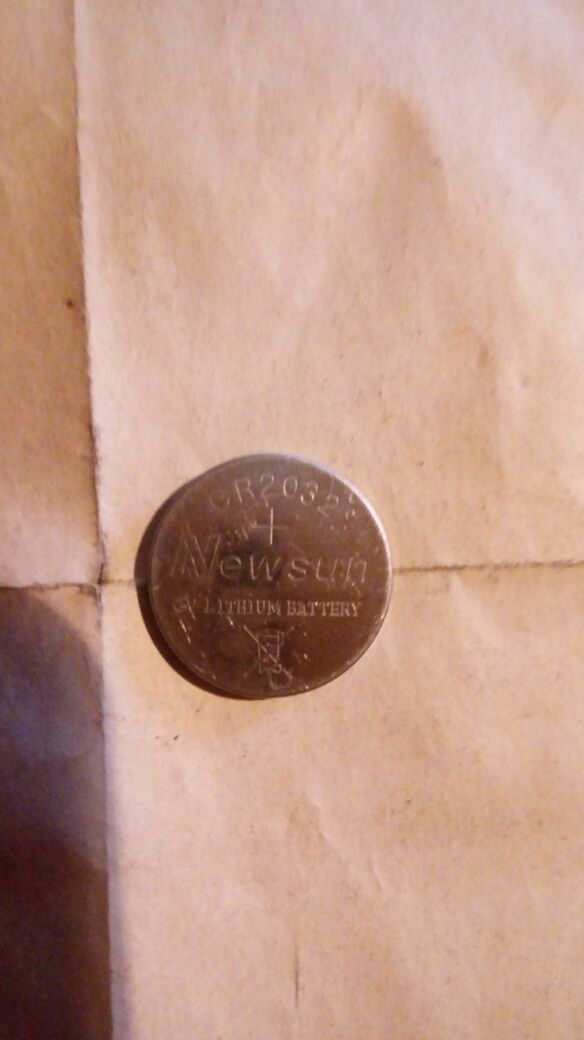 CR2032
+
Newsun
LITHIUM BATTERY